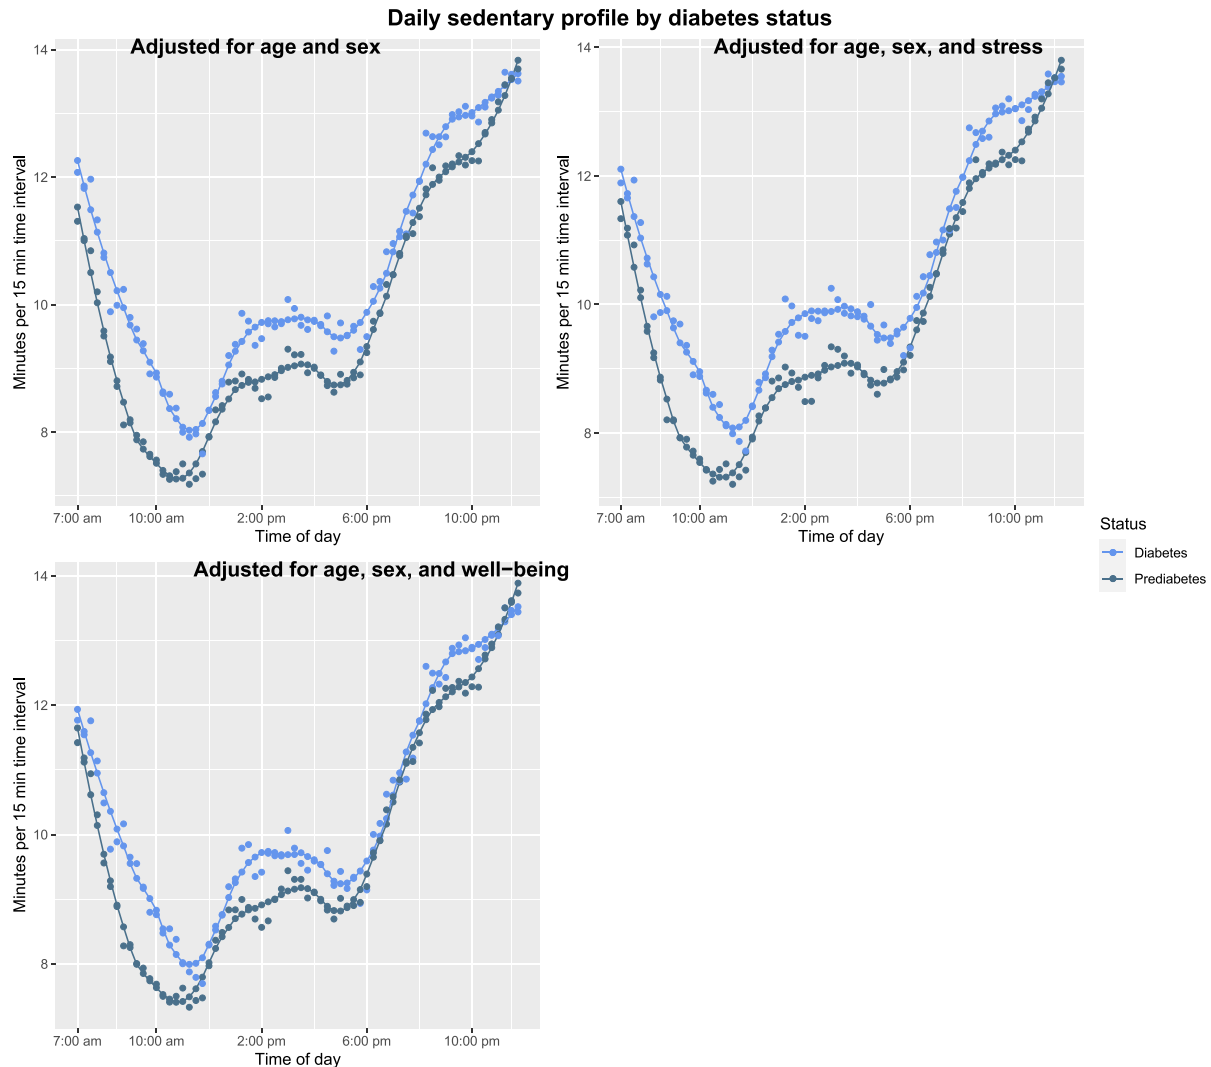 Daily sedentary profile by diabetes status
Adjusted for age and sex
14
12
10
8
Minutes per 15 min time interval
7:00 am 10:00 am 2:00 pm 6:00 pm 10:00 pm
Time of day
Adjusted for age, sex, and stress
14
12
10
8
Minutes per 15 min time interval
7:00 am 10:00 am 2:00 pm 6:00 pm 10:00 pm
Time of day
Adjusted for age, sex, and well−being
14
12
10
8
Minutes per 15 min time interval
7:00 am 10:00 am 2:00 pm 6:00 pm 10:00 pm
Time of day
Status
Diabetes
Prediabetes